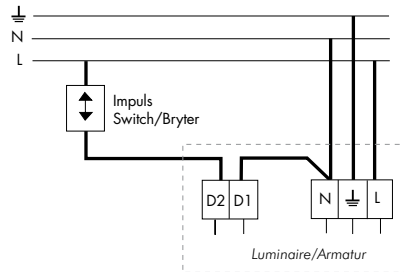 N
L
Impuls
Switch/Bryter
D2 D1 N L
Luminaire/Armatur